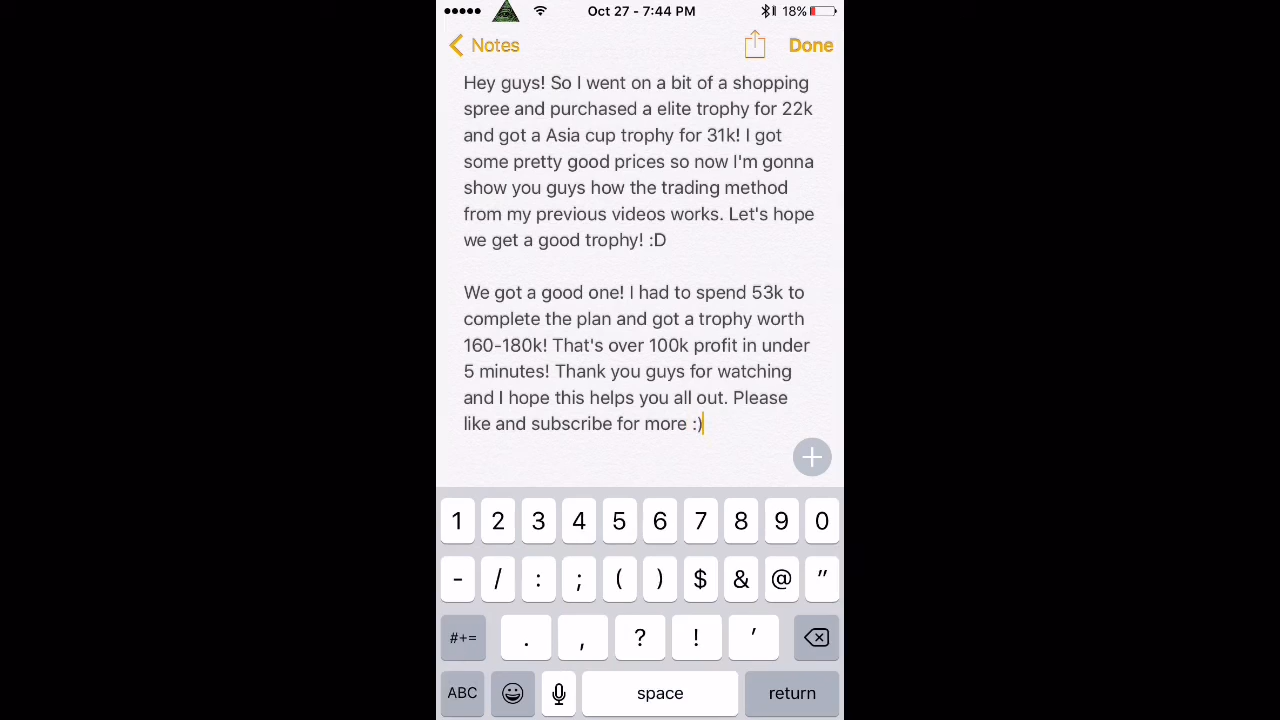 Oct 27 - 7:44 PM
18%
Notes
Done
Hey guys! So I went on a bit of a shopping
spree and purchased a elite trophy for 22k
and got a Asia cup trophy for 31k! I got
some pretty good prices so now I'm gonna
show you guys how the trading method
from my previous videos works. Let's hope
we get a good trophy! :D
We got a good one! I had to spend 53k to
complete the plan and got a trophy worth
160-180k! That's over 100k profit in under
5 minutes! Thank you guys for watching
and I hope this helps you all out. Please
like and subscribe for more :)
1 2 3 4 5 6 7 8 9 0
- / : ; ( ) $ & @ "
#+= . , ? ! '
ABC space return